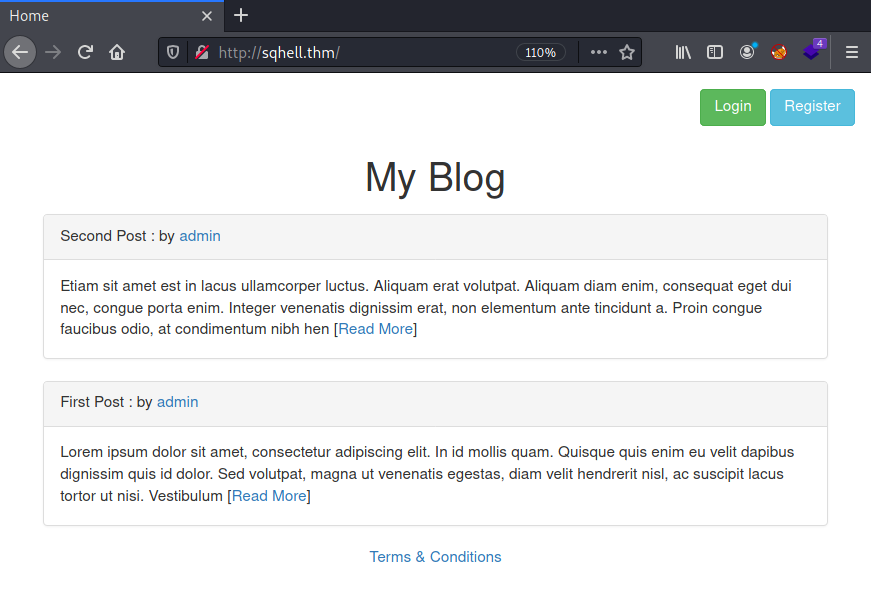 Home
http://sqhell.thm/
110%
4
Login
Register
My Blog
Second Post : by admin
Etiam sit amet est in lacus ullamcorper luctus. Aliquam erat volutpat. Aliquam diam enim, consequat eget dui
nec, congue porta enim. Integer venenatis dignissim erat, non elementum ante tincidunt a. Proin congue
faucibus odio, at condimentum nibh hen [Read More]
First Post : by admin
Lorem ipsum dolor sit amet, consectetur adipiscing elit. In id mollis quam. Quisque quis enim eu velit dapibus
dignissim quis id dolor. Sed volutpat, magna ut venenatis egestas, diam velit hendrerit nisl, ac suscipit lacus
tortor ut nisi. Vestibulum [Read More]
Terms & Conditions